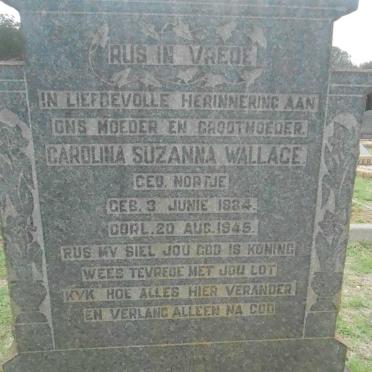 RUS IN VREDE
IN LIEFDEVOLLE HERINNERING AAN
ONS MOEDER EN GROOTMOEDER.
CAROLINA SUZANNA WALLACE
GEB. NORTJE
GEB. 3 JUNIE 1884.
OORL. 20 AUG. 1945.
RUS MY SIEL JOU GOD IS KONING
WEES TEVREDE MET JOU LOT
KYK HOE ALLES HIER VERANDER
EN VERLANG ALLEEN NA GOD